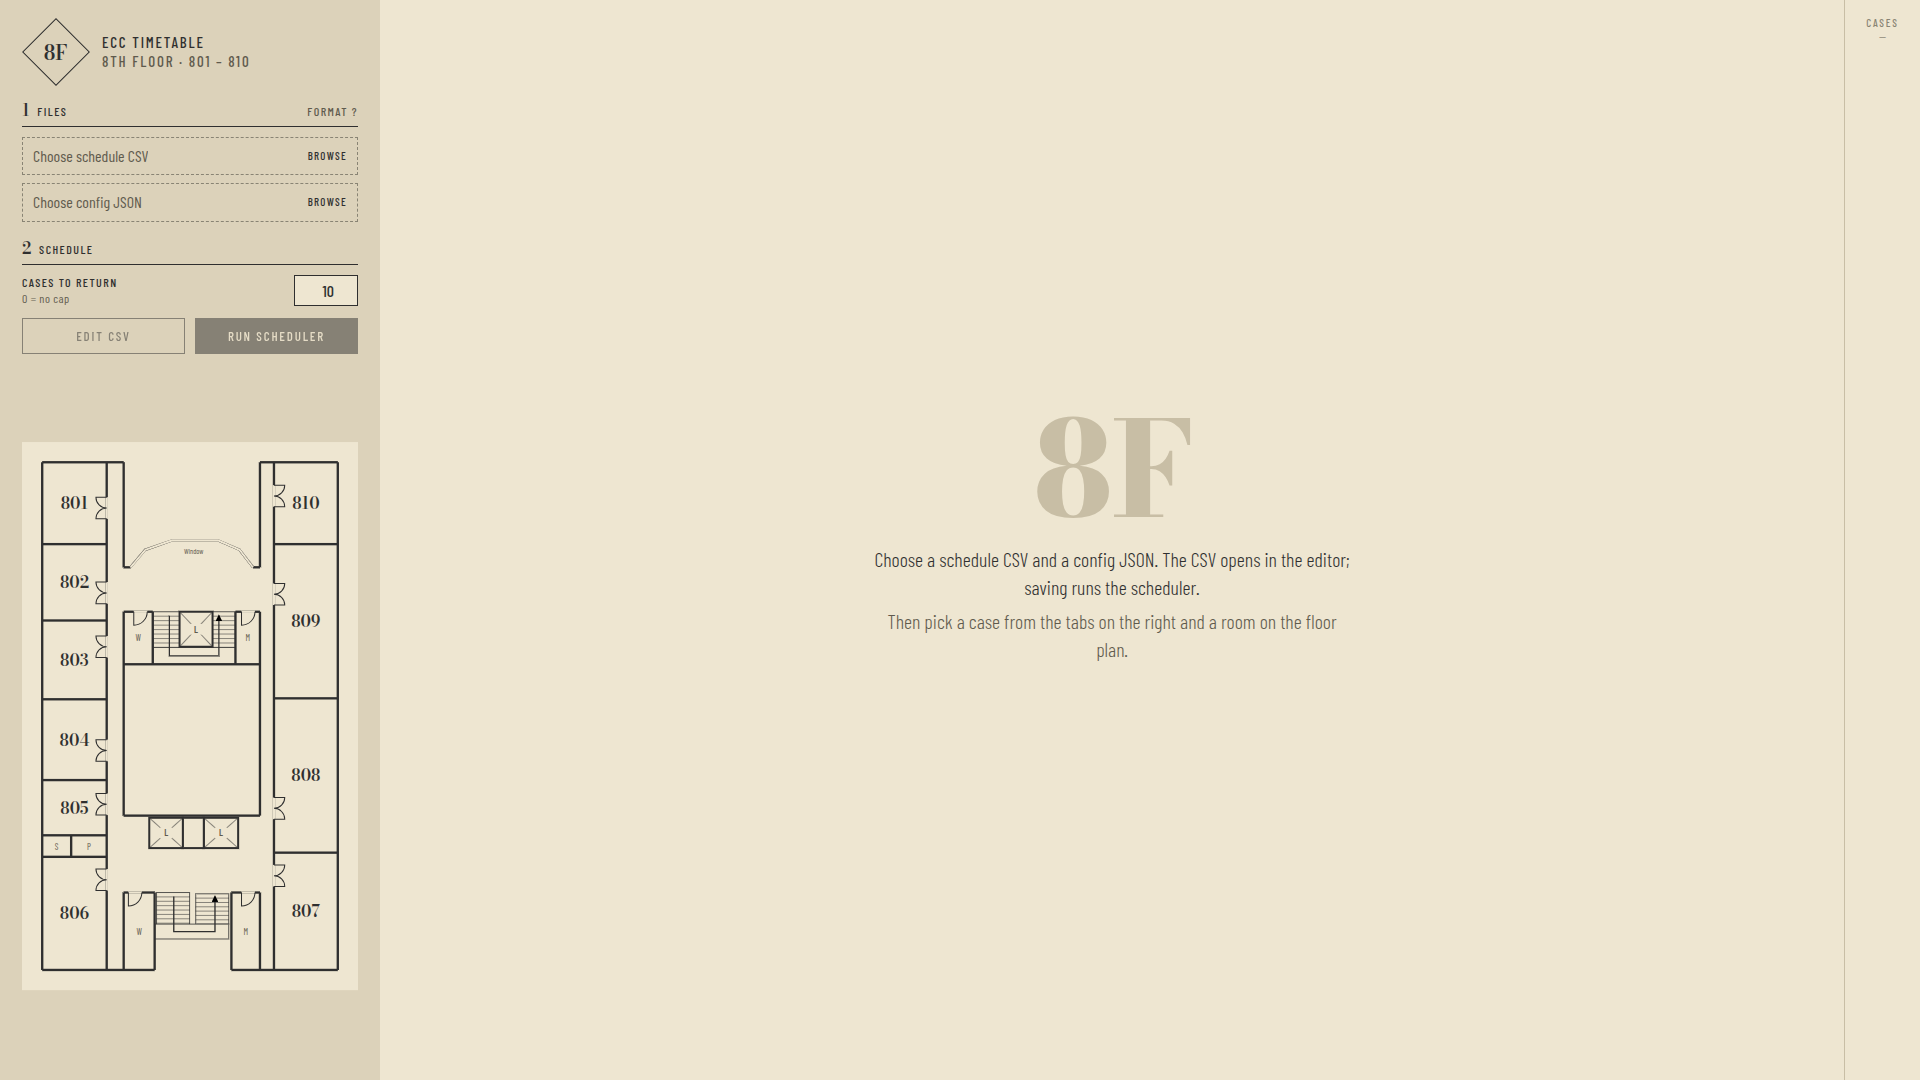 8F
ECC TIMETABLE
8TH FLOOR · 801 – 810
1 FILES
FORMAT ?
Choose schedule CSV
BROWSE
Choose config JSON
BROWSE
2 SCHEDULE
CASES TO RETURN
0 = no cap
10
EDIT CSV
RUN SCHEDULER
801
810
Window
802
809
W
L
M
803
804
808
805
L
L
S
P
806
807
W
M
8F
Choose a schedule CSV and a config JSON. The CSV opens in the editor;
saving runs the scheduler.
Then pick a case from the tabs on the right and a room on the floor
plan.
CASES
—